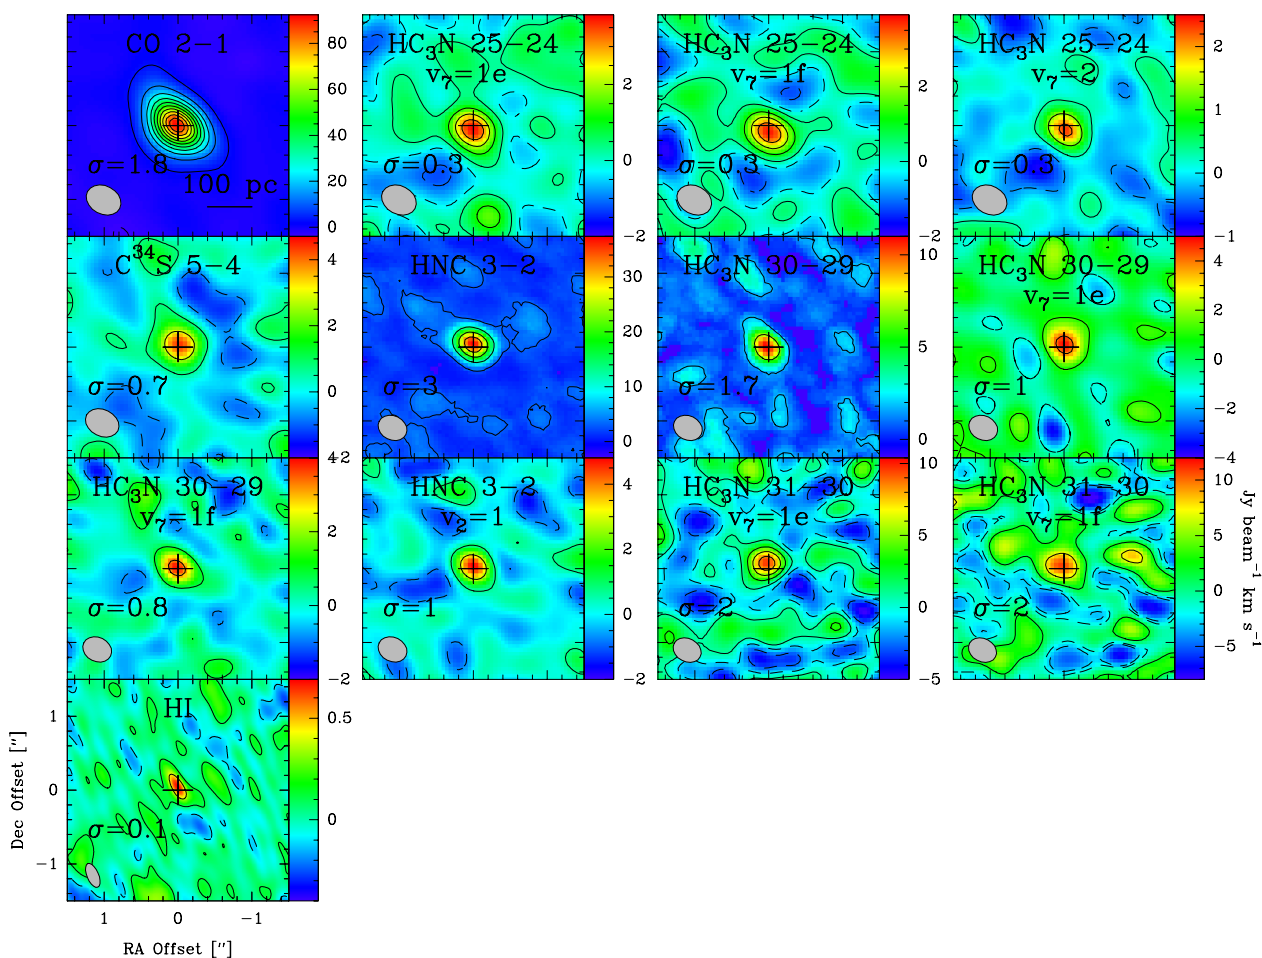 CO 2−1
σ=1.8
100 pc
80
60
40
20
0
HC₃N 25−24
v₇=1e
σ=0.3
2
0
−2
HC₃N 25−24
v₇=1f
σ=0.3
2
0
−2
HC₃N 25−24
v₇=2
σ=0.3
2
1
0
−1
C³⁴S 5−4
σ=0.7
4
2
0
−2
HNC 3−2
σ=3
30
20
10
0
HC₃N 30−29
σ=1.7
10
5
0
HC₃N 30−29
v₇=1e
σ=1
4
2
0
−2
−4
HC₃N 30−29
v₇=1f
σ=0.8
4
2
0
−2
HNC 3−2
v₂=1
σ=1
4
2
0
−2
HC₃N 31−30
v₇=1e
σ=2
10
5
0
−5
HC₃N 31−30
v₇=1f
σ=2
10
5
0
−5
Jy beam⁻¹ km s⁻¹
HI
σ=0.1
0.5
0
1
0
−1
Dec Offset ["]
1 0 −1
RA Offset ["]